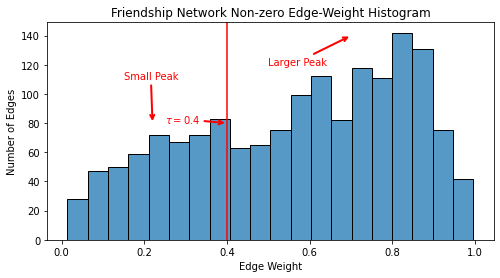 Friendship Network Non-zero Edge-Weight Histogram
140
120
100
80
60
40
20
0
Number of Edges
Small Peak
Larger Peak
τ = 0.4
0.0 0.2 0.4 0.6 0.8 1.0
Edge Weight